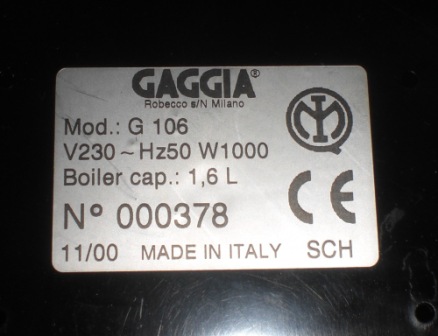 GAGGIA®
Robecco s/N Milano
Mod.: G 106
V230 ~ Hz50 W1000
Boiler cap.: 1,6 L
N° 000378
11/00 MADE IN ITALY SCH
IMQ
CE